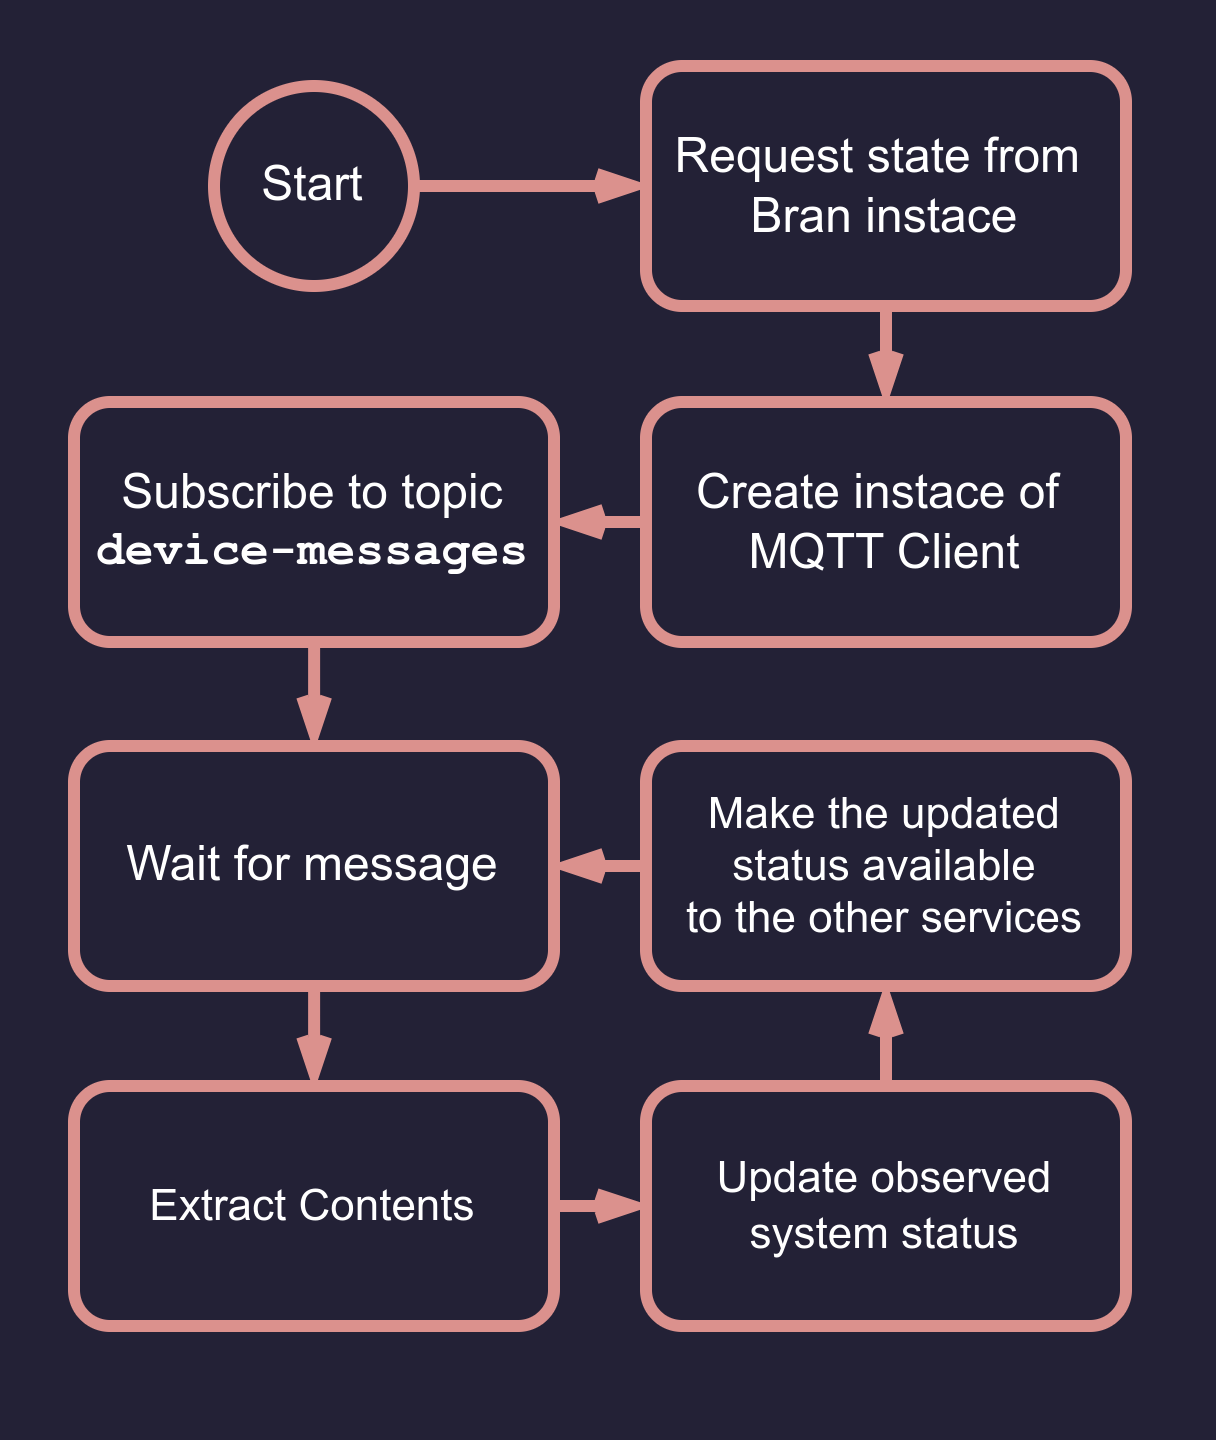 Start
Request state from
Bran instace
Create instace of
MQTT Client
Subscribe to topic
device-messages
Wait for message
Extract Contents
Update observed
system status
Make the updated
status available
to the other services